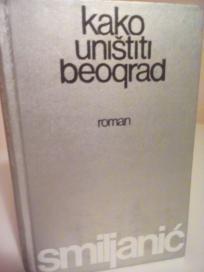 kako
uništiti
beograd
roman
smiljanić